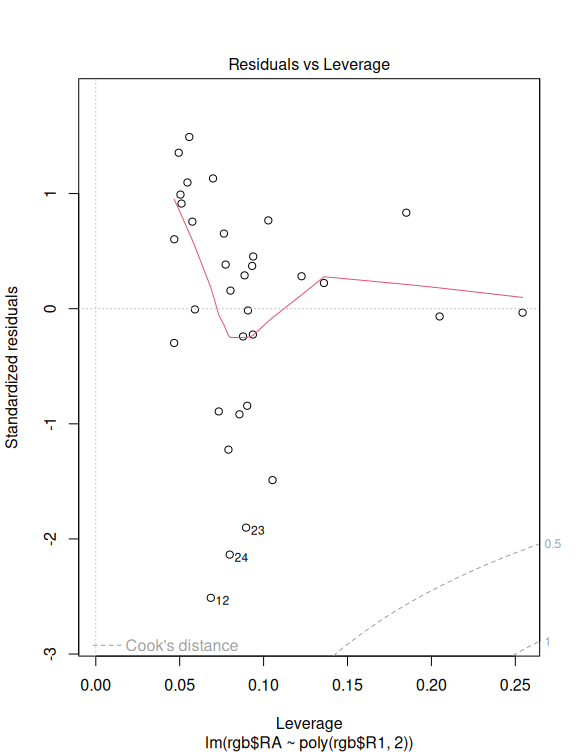 Residuals vs Leverage
Standardized residuals
1
0
-1
-2
-3
23
24
12
0.5
1
Cook's distance
0.00 0.05 0.10 0.15 0.20 0.25
Leverage
lm(rgb$RA ~ poly(rgb$R1, 2))